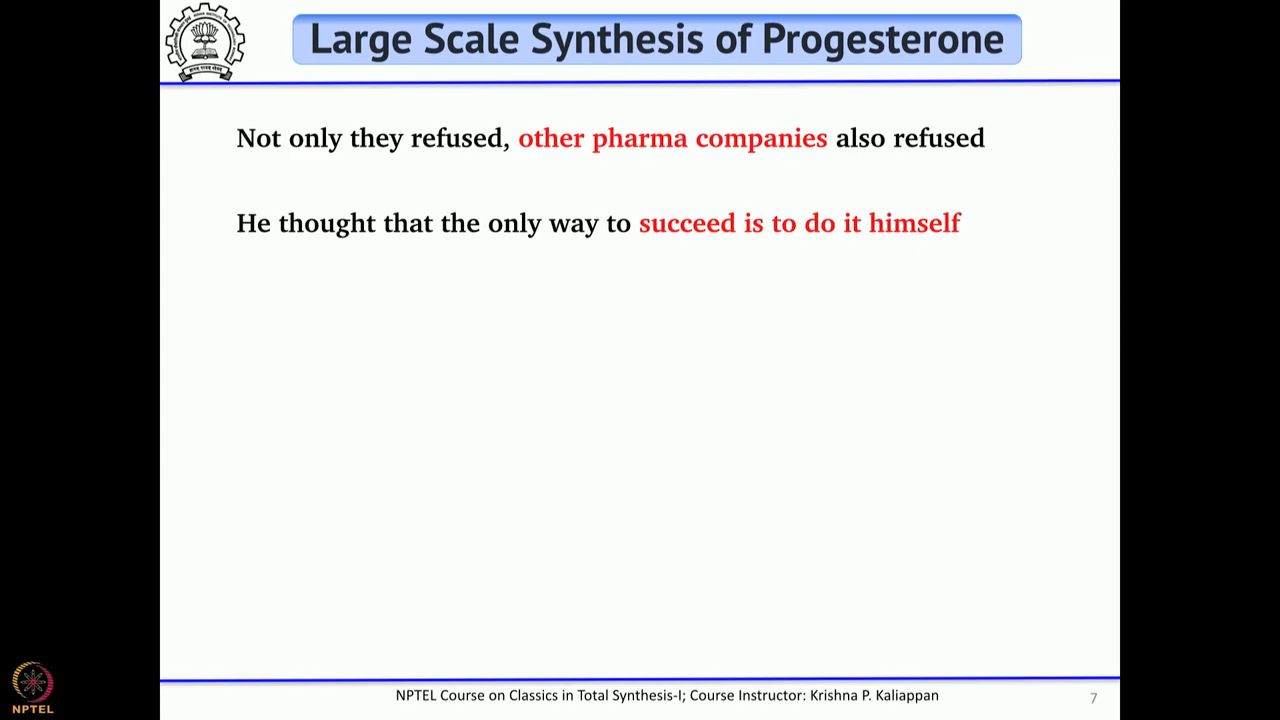 Large Scale Synthesis of Progesterone
Not only they refused, other pharma companies also refused
He thought that the only way to succeed is to do it himself
NPTEL Course on Classics in Total Synthesis-I; Course Instructor: Krishna P. Kaliappan
7
NPTEL